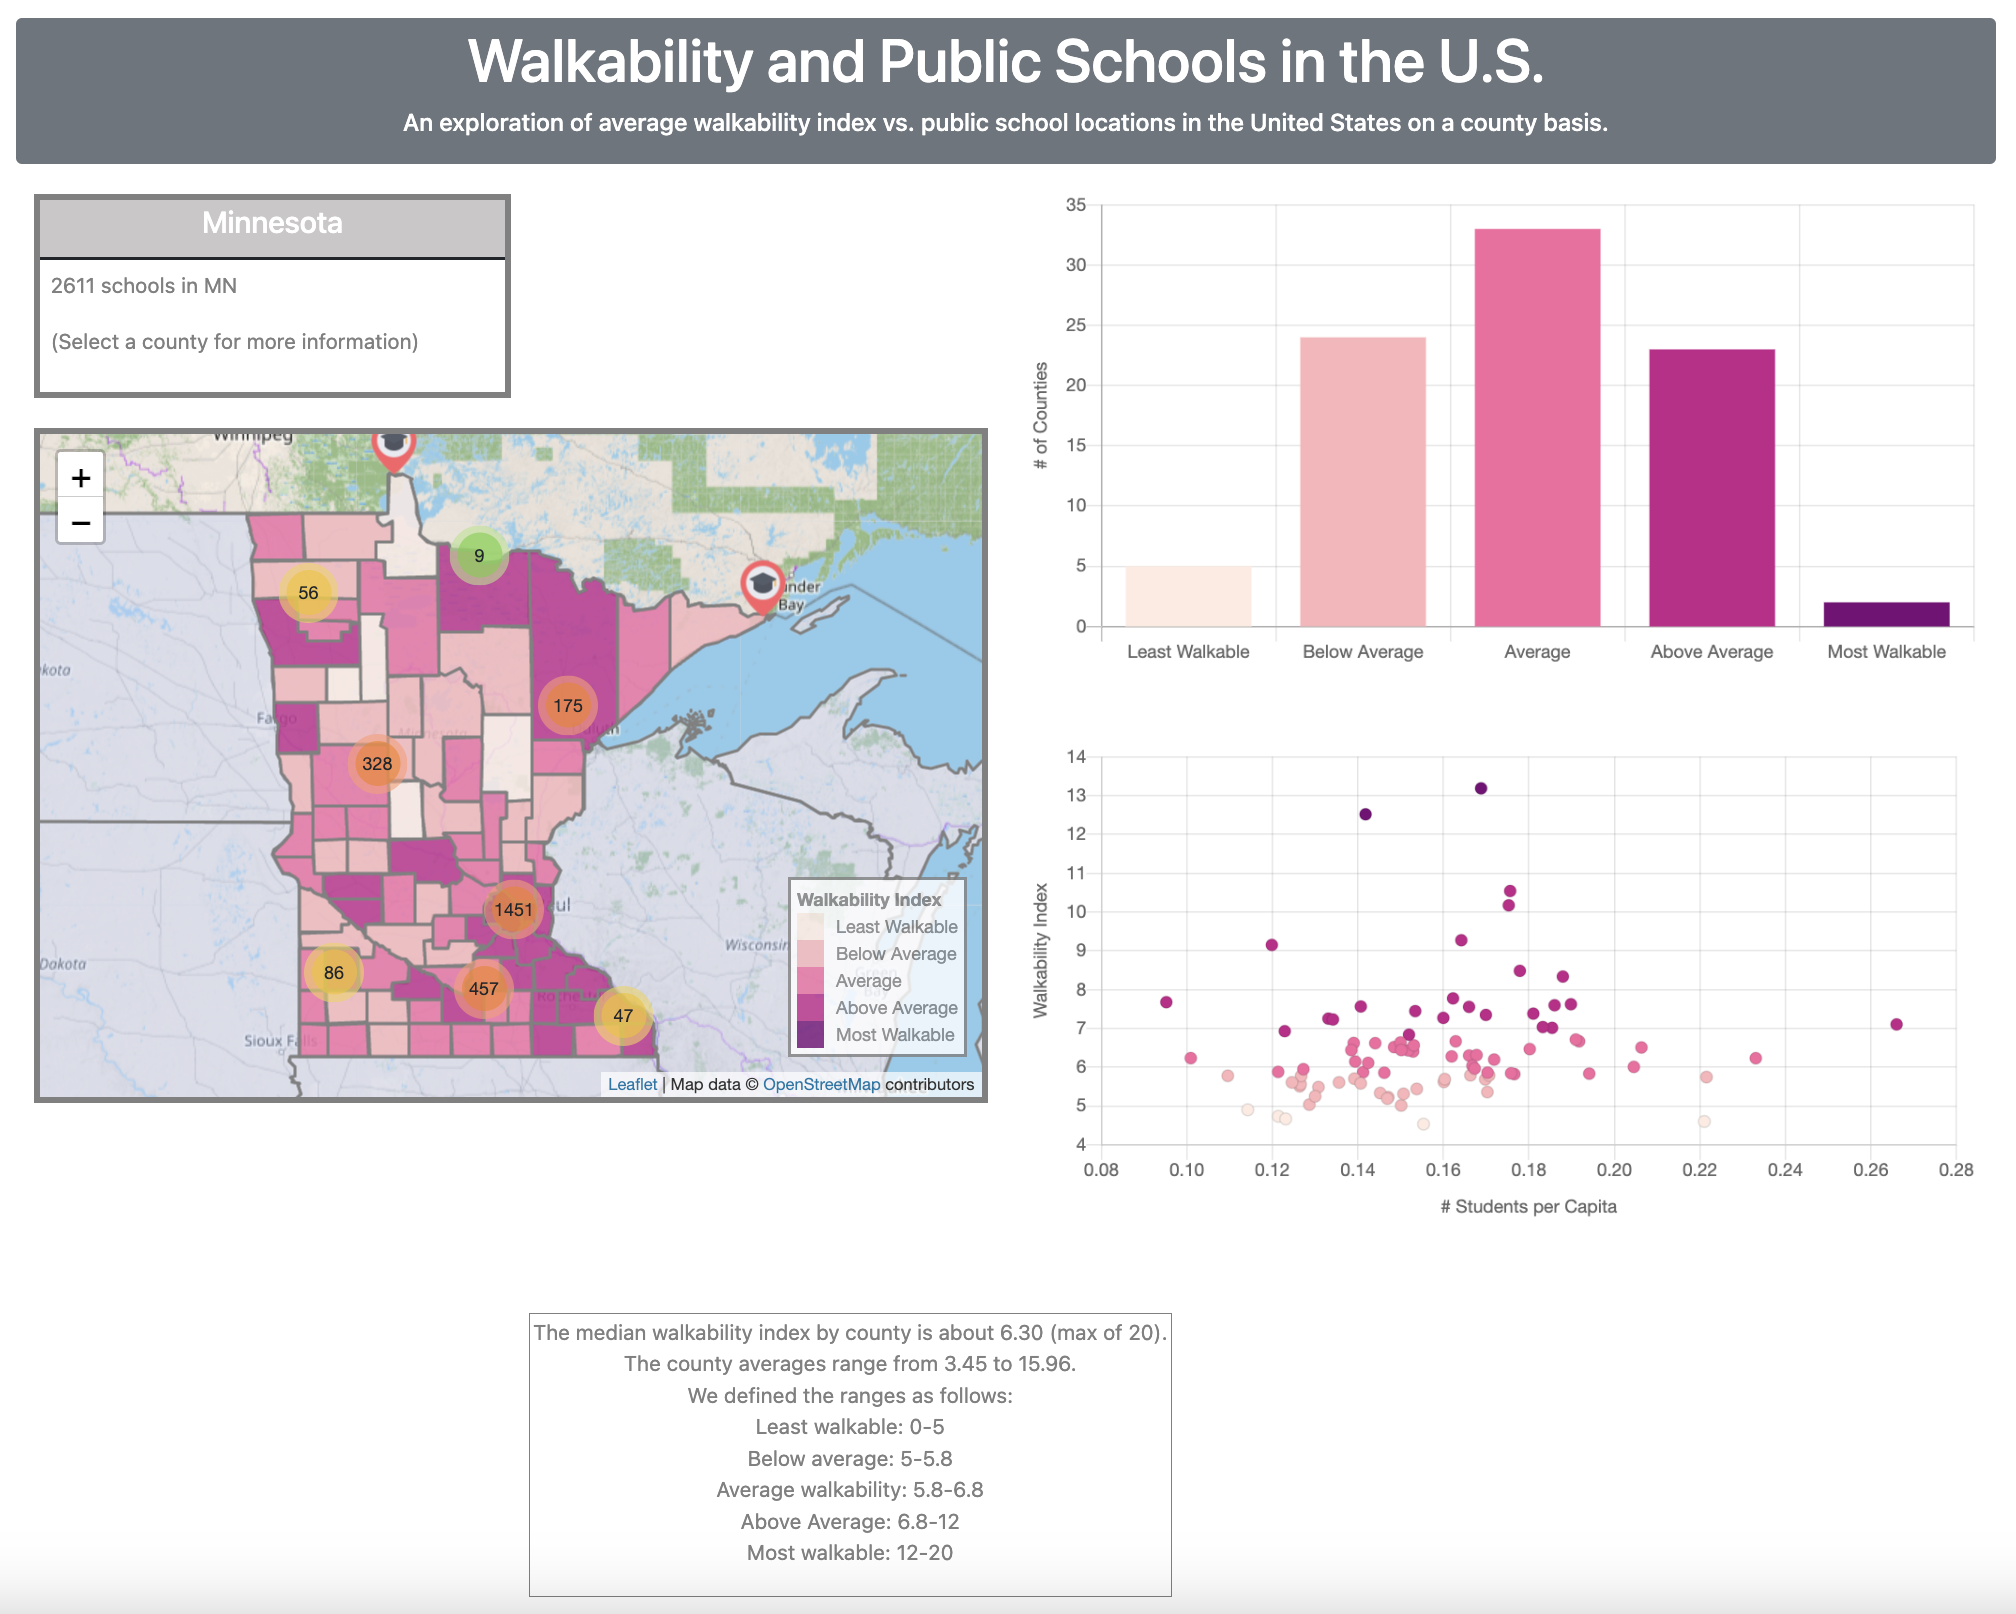 Walkability and Public Schools in the U.S.
An exploration of average walkability index vs. public school locations in the United States on a county basis.
Minnesota
2611 schools in MN
(Select a county for more information)
Winnipeg
+
−
9
56
inder
Bay
kota
175
Fargo
Minnesota
328
1451
ul
Dakota
86
457
47
Sioux Falls
Wisconsin
Green
Walkability Index
Least Walkable
Below Average
Average
Above Average
Most Walkable
Leaflet | Map data © OpenStreetMap contributors
35
30
25
20
15
10
5
0
# of Counties
Least Walkable Below Average Average Above Average Most Walkable
14
13
12
11
10
9
8
7
6
5
4
Walkability Index
0.08 0.10 0.12 0.14 0.16 0.18 0.20 0.22 0.24 0.26 0.28
# Students per Capita
The median walkability index by county is about 6.30 (max of 20).
The county averages range from 3.45 to 15.96.
We defined the ranges as follows:
Least walkable: 0-5
Below average: 5-5.8
Average walkability: 5.8-6.8
Above Average: 6.8-12
Most walkable: 12-20